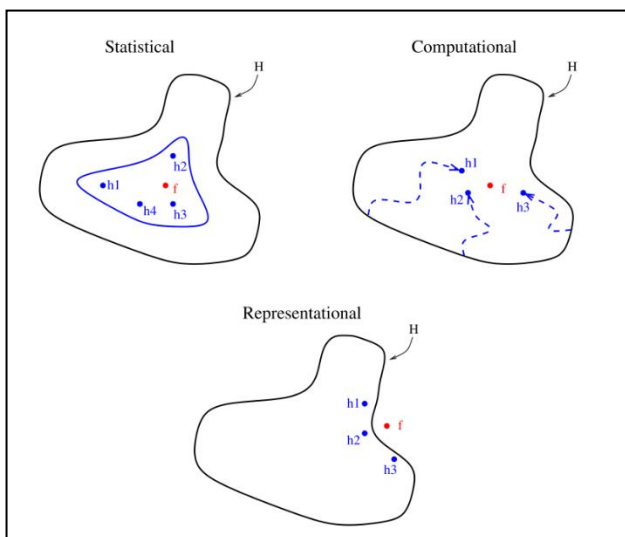 Statistical
H
h2
h1
f
h4
h3
Computational
H
h1
f
h2
h3
Representational
H
h1
f
h2
h3